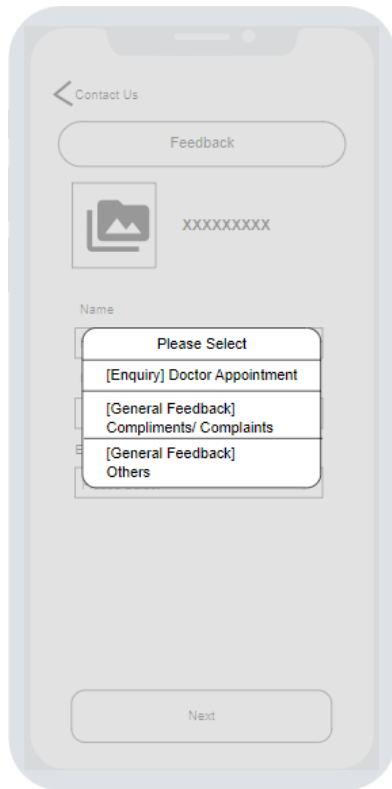 Contact Us
Feedback
XXXXXXXXX
Name
Please Select
[Enquiry] Doctor Appointment
[General Feedback]
Compliments/ Complaints
[General Feedback]
Others
Next